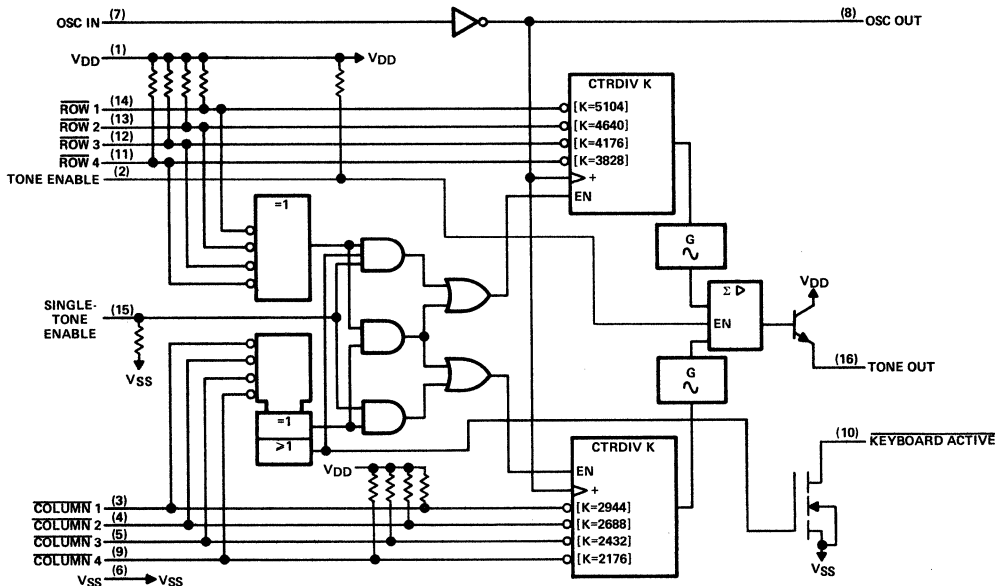 OSC IN (7)
(8) OSC OUT
VDD (1)
VDD
CTRDIV K
ROW 1 (14)
[K=5104]
ROW 2 (13)
[K=4640]
ROW 3 (12)
[K=4176]
ROW 4 (11)
[K=3828]
TONE ENABLE (2)
+
EN
=1
G
SINGLE-
TONE
ENABLE
(15)
Σ
VDD
EN
VSS
(16) TONE OUT
G
=1
CTRDIV K
(10) KEYBOARD ACTIVE
≥1
VDD
EN
+
COLUMN 1 (3)
[K=2944]
COLUMN 2 (4)
[K=2688]
COLUMN 3 (5)
[K=2432]
COLUMN 4 (9)
[K=2176]
VSS
VSS (6) VSS